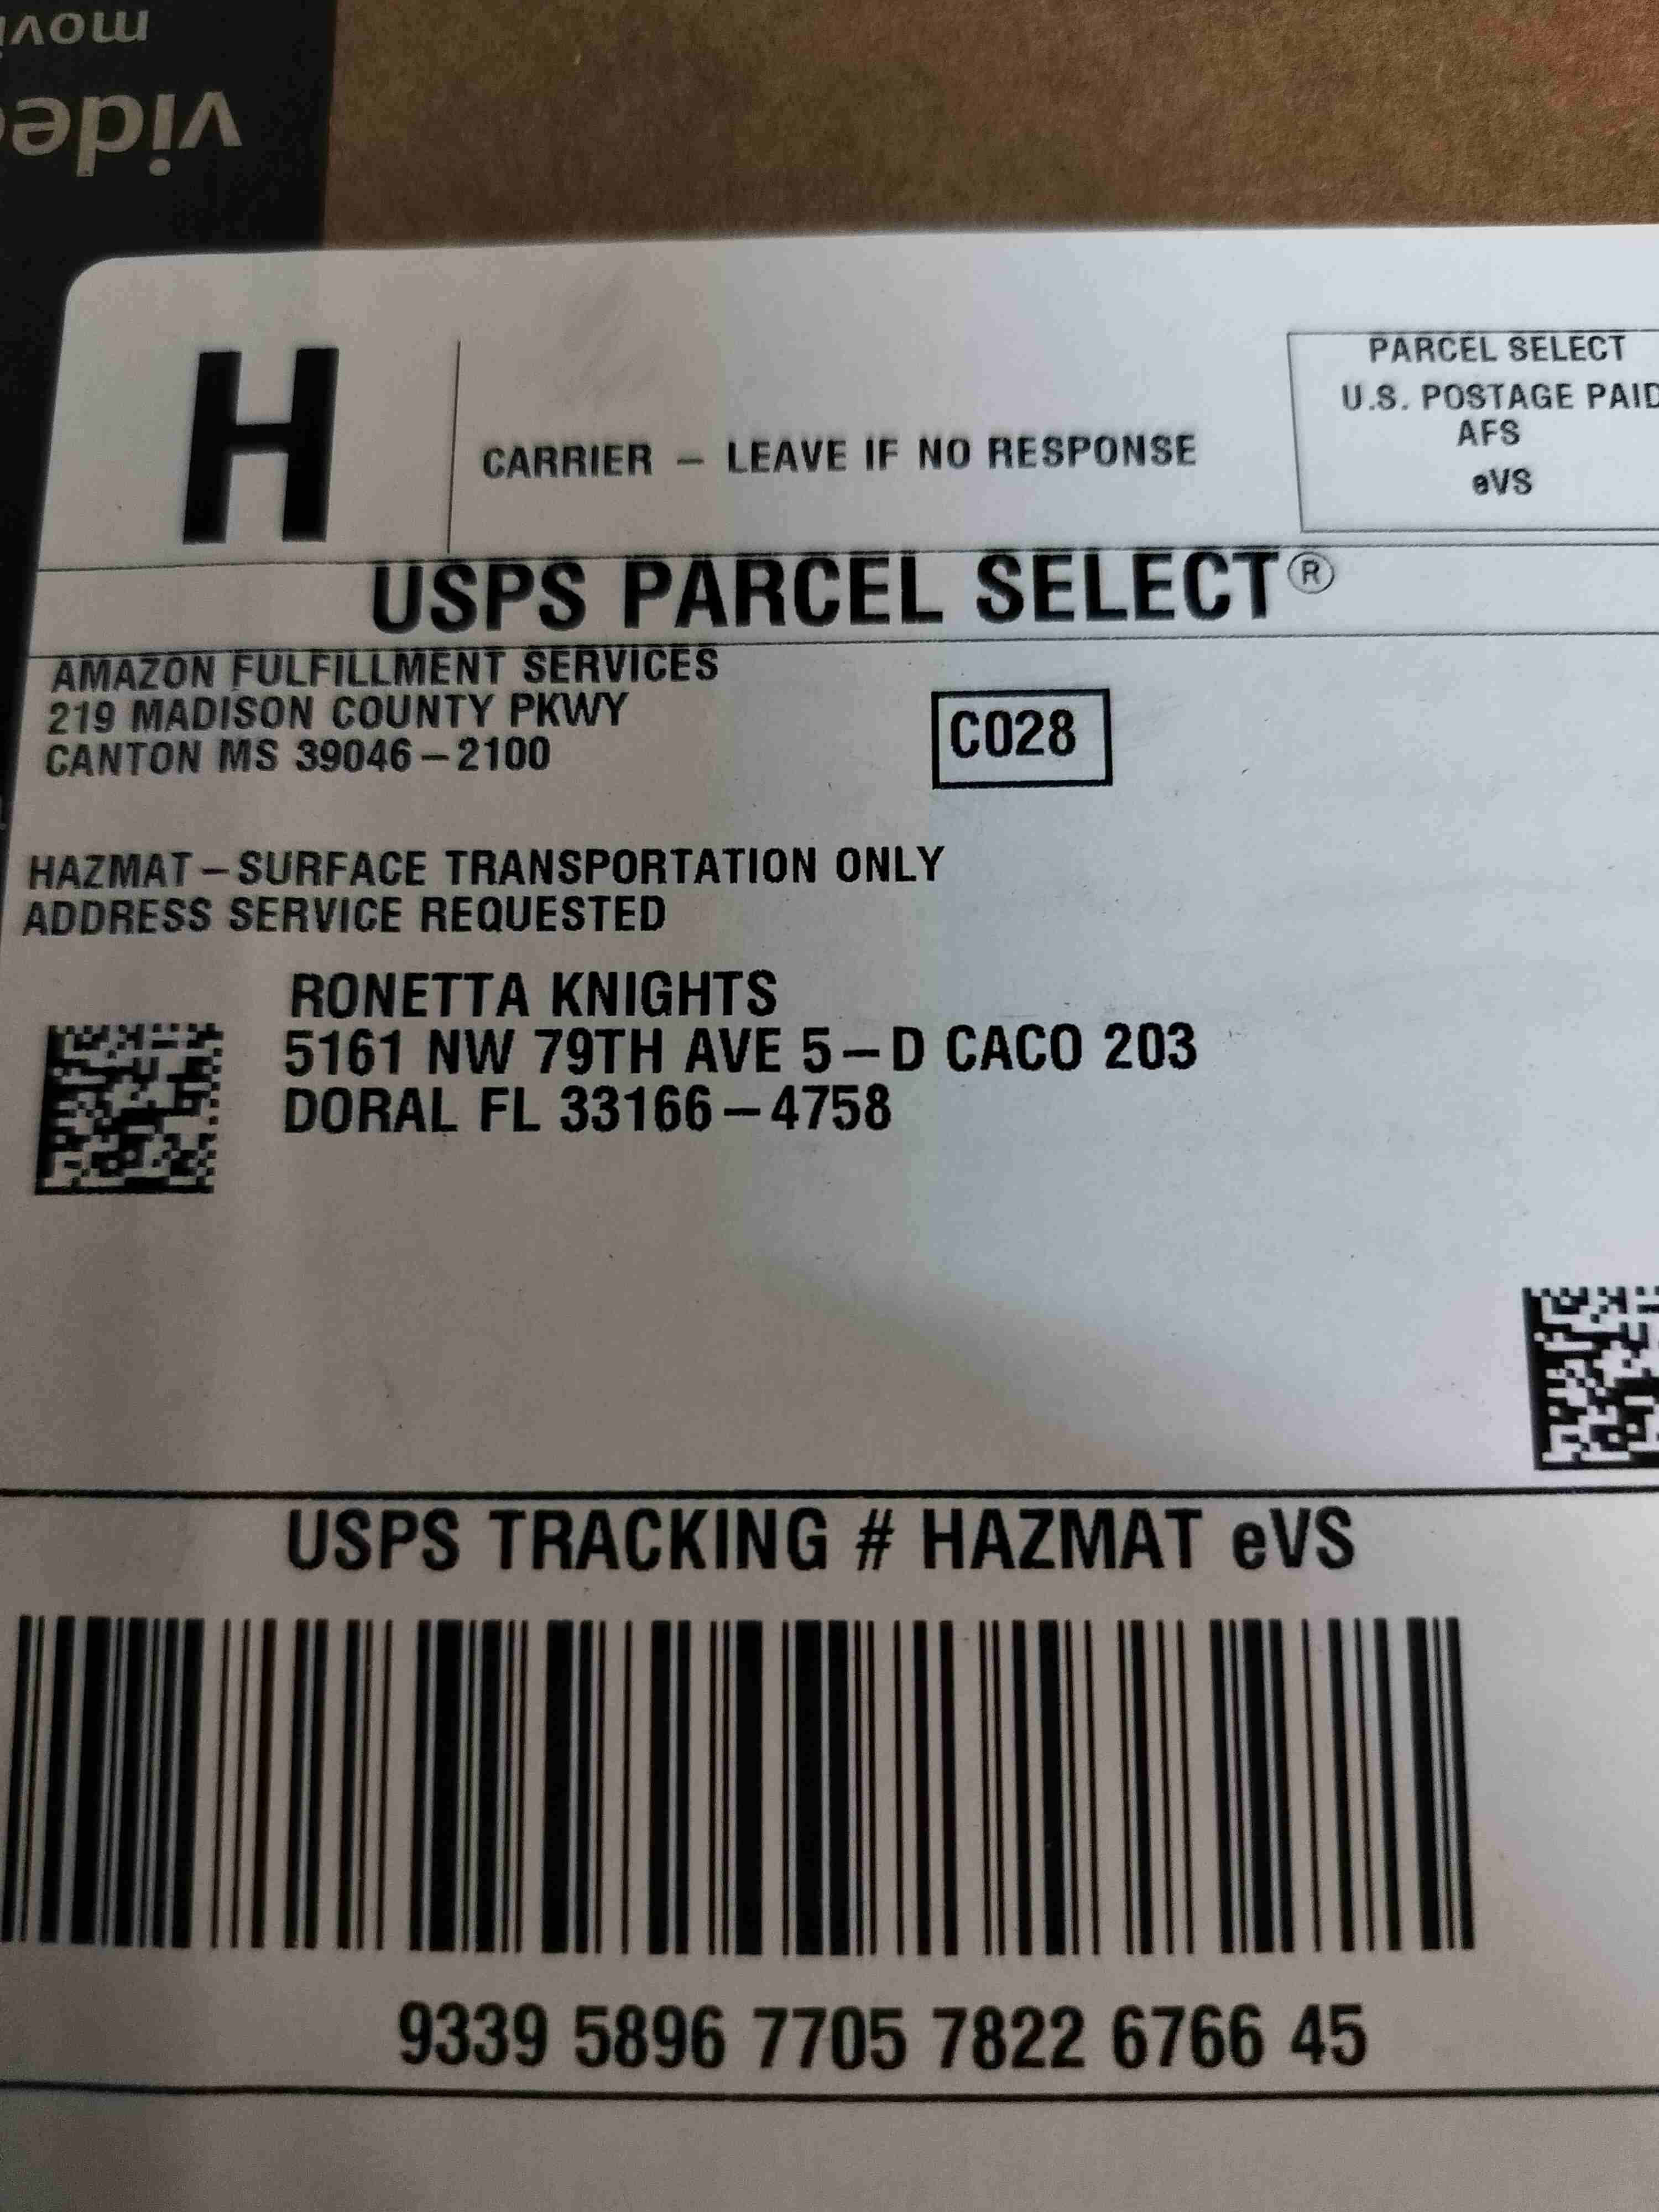 movi
vide
H
CARRIER – LEAVE IF NO RESPONSE
PARCEL SELECT
U.S. POSTAGE PAID
AFS
eVS
USPS PARCEL SELECT®
AMAZON FULFILLMENT SERVICES
219 MADISON COUNTY PKWY
CANTON MS 39046–2100
C028
HAZMAT–SURFACE TRANSPORTATION ONLY
ADDRESS SERVICE REQUESTED
RONETTA KNIGHTS
5161 NW 79TH AVE 5–D CACO 203
DORAL FL 33166–4758
USPS TRACKING # HAZMAT eVS
9339 5896 7705 7822 6766 45